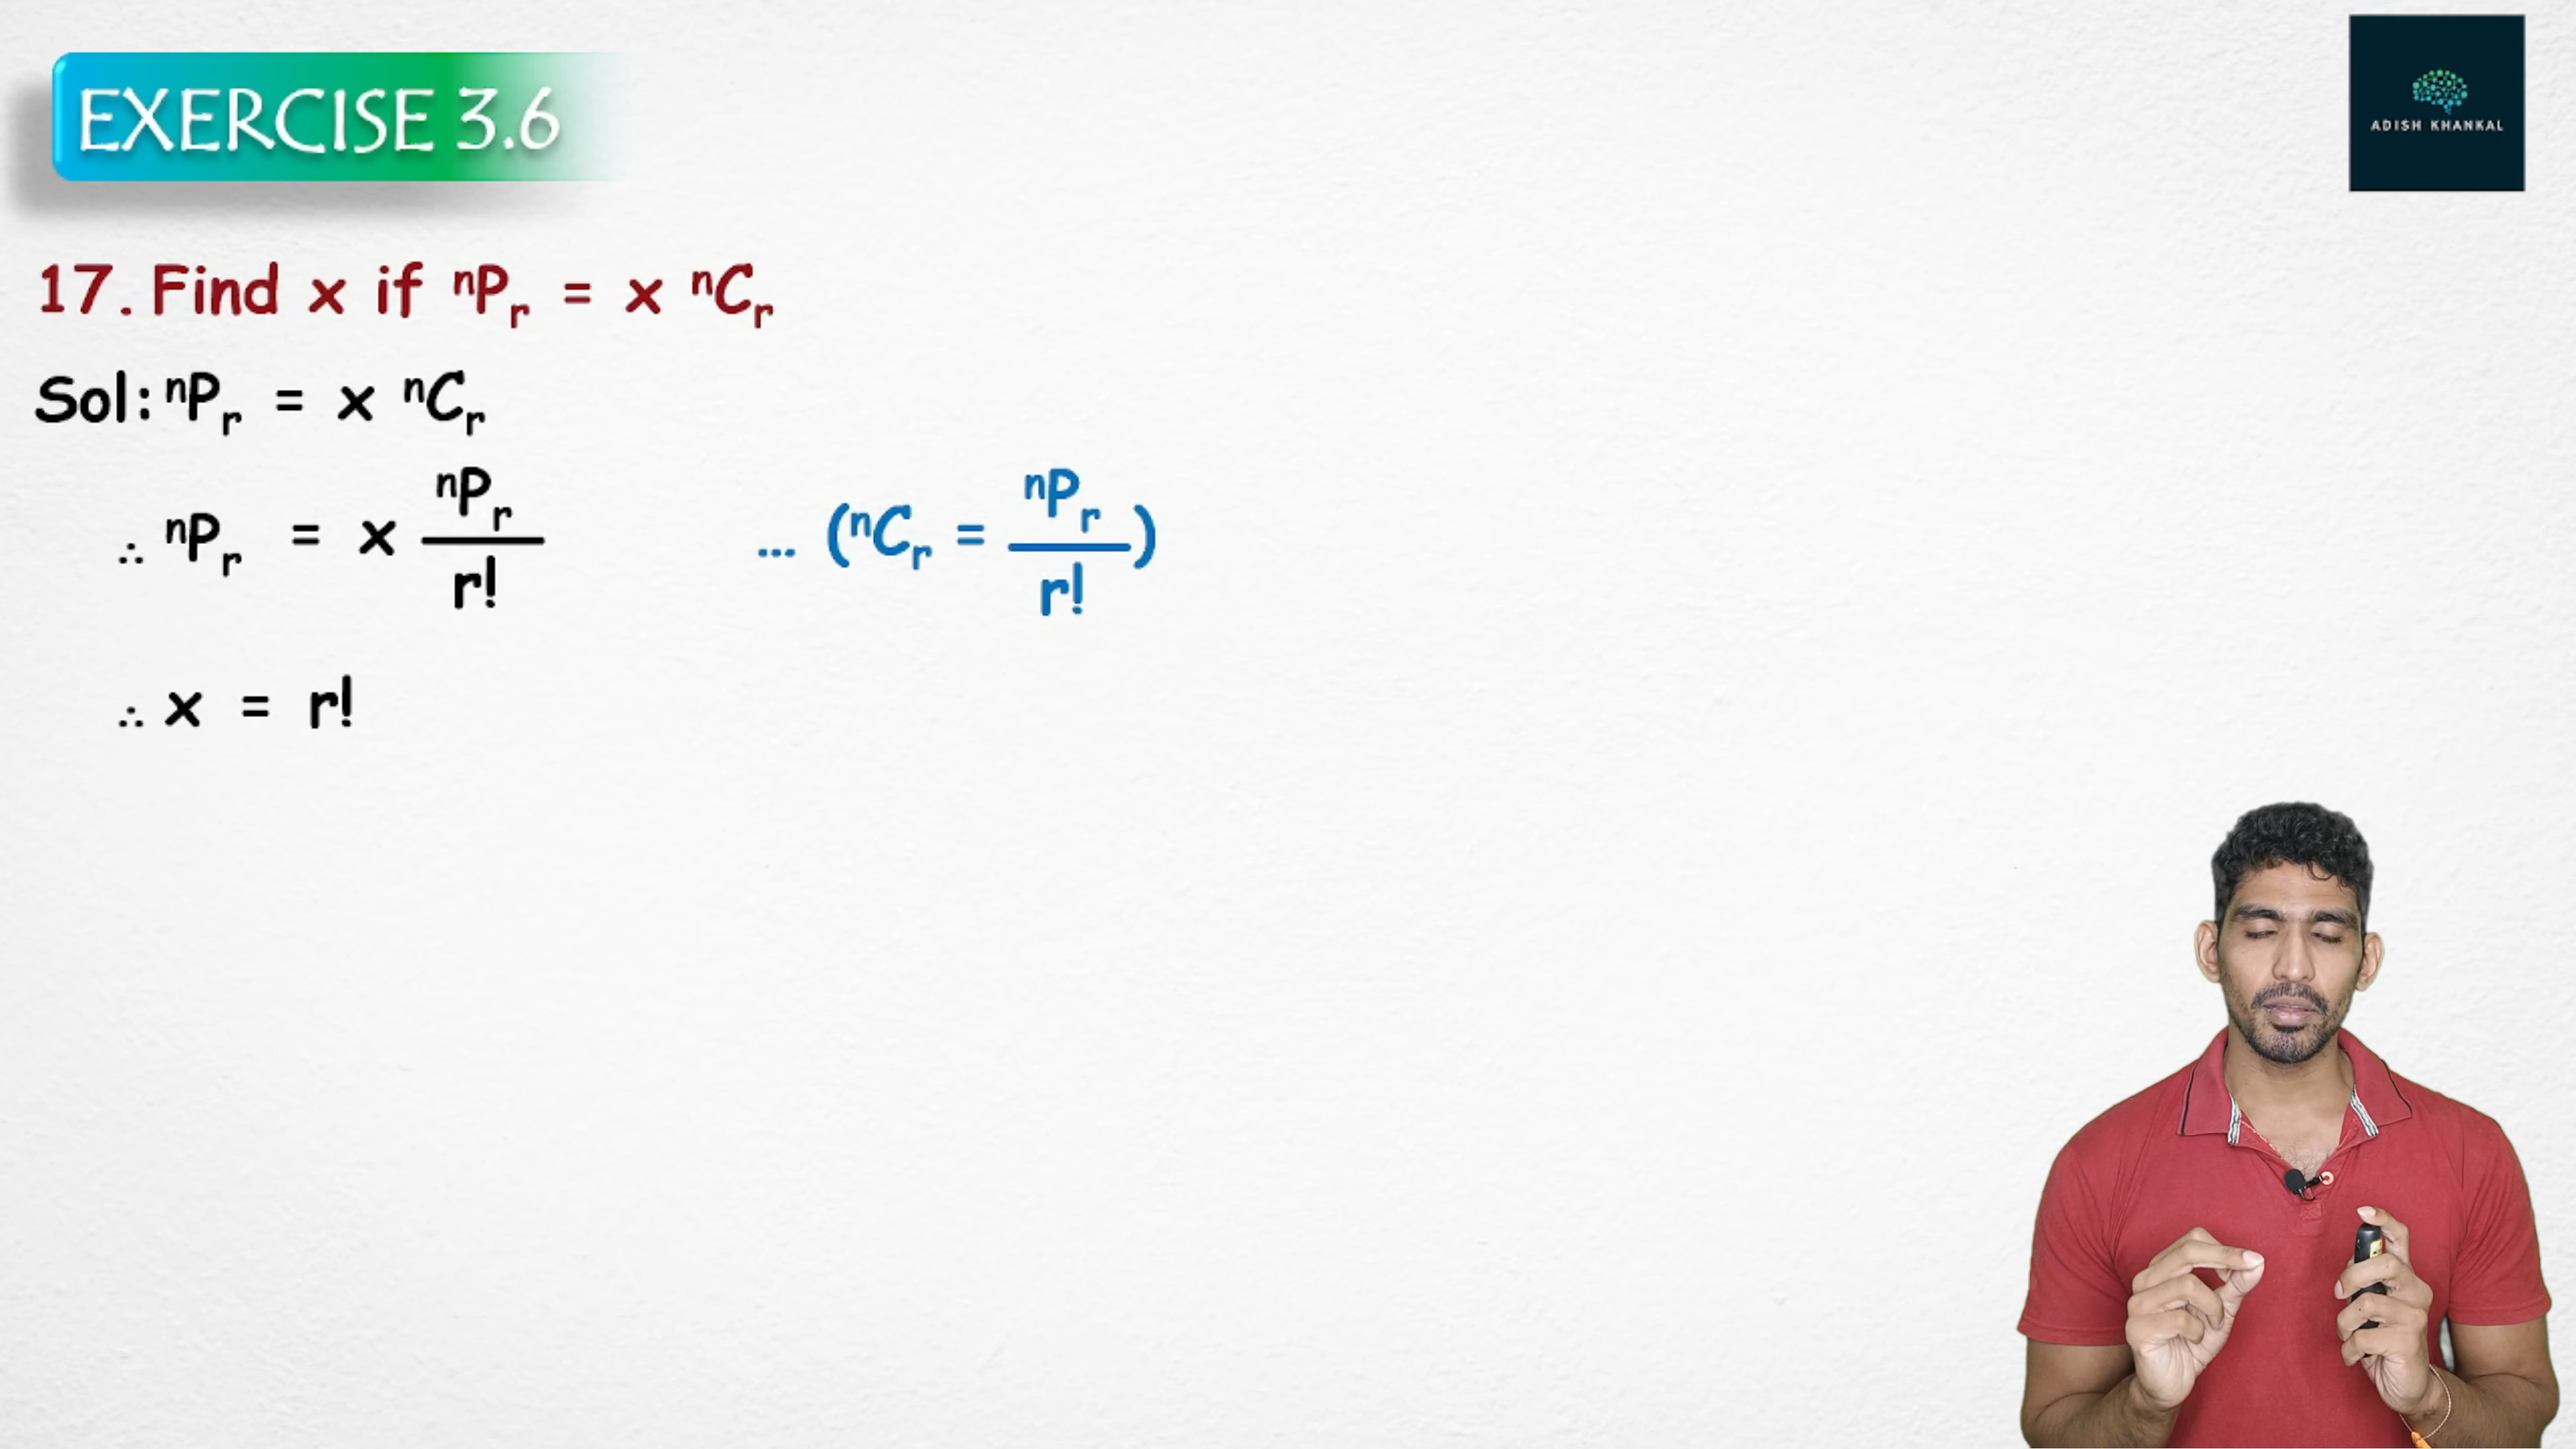 EXERCISE 3.6
ADISH KHANKAL
17. Find x if ⁿPᵣ = x ⁿCᵣ
Sol: ⁿPᵣ = x ⁿCᵣ
∴ ⁿPᵣ = x ⁿPᵣ / r! ... (ⁿCᵣ = ⁿPᵣ / r!)
∴ x = r!